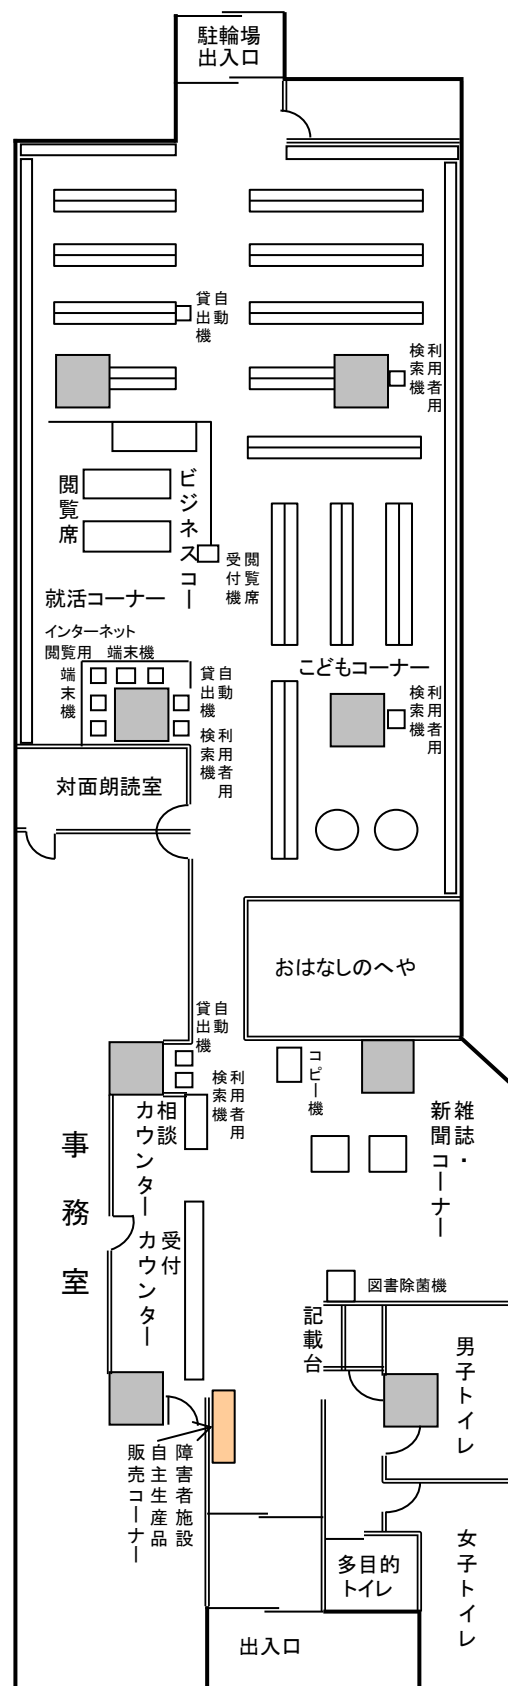 駐輪場
出入口
自動
貸出機
利用者用
検索機
閲覧席
ビジネスコー
閲覧席
受付機
就活コーナー
インターネット
閲覧用 端末機
端末機
自動
貸出機
利用者用
検索機
こどもコーナー
利用者用
検索機
対面朗読室
おはなしのへや
自動
貸出機
利用者用
検索機
コピー機
相談
カウンター
雑誌・
新聞コーナー
事務室
受付
カウンター
図書除菌機
記載台
男子トイレ
障害者施設
自主生産品
販売コーナー
多目的
トイレ
女子トイレ
出入口